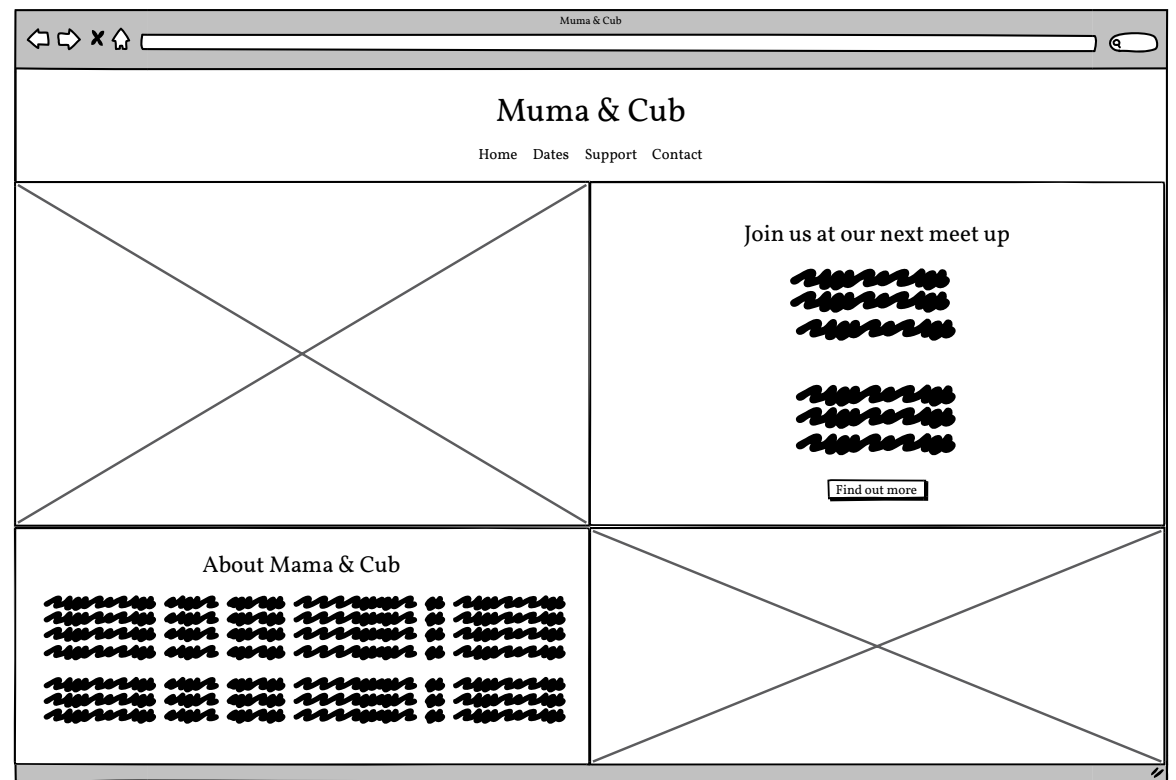 Muma & Cub
Muma & Cub
Home Dates Support Contact
Join us at our next meet up
Find out more
About Mama & Cub